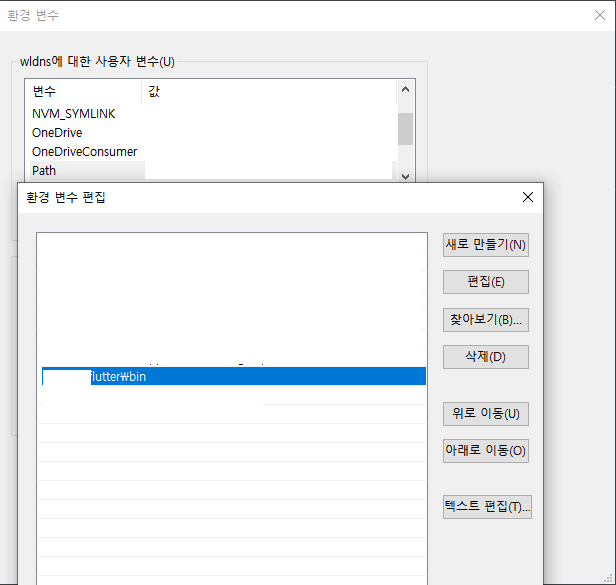 환경 변수
wldns에 대한 사용자 변수(U)
변수 값
NVM_SYMLINK
OneDrive
OneDriveConsumer
Path
환경 변수 편집
새로 만들기(N)
편집(E)
찾아보기(B)...
삭제(D)
flutter₩bin
위로 이동(U)
아래로 이동(O)
텍스트 편집(T)...